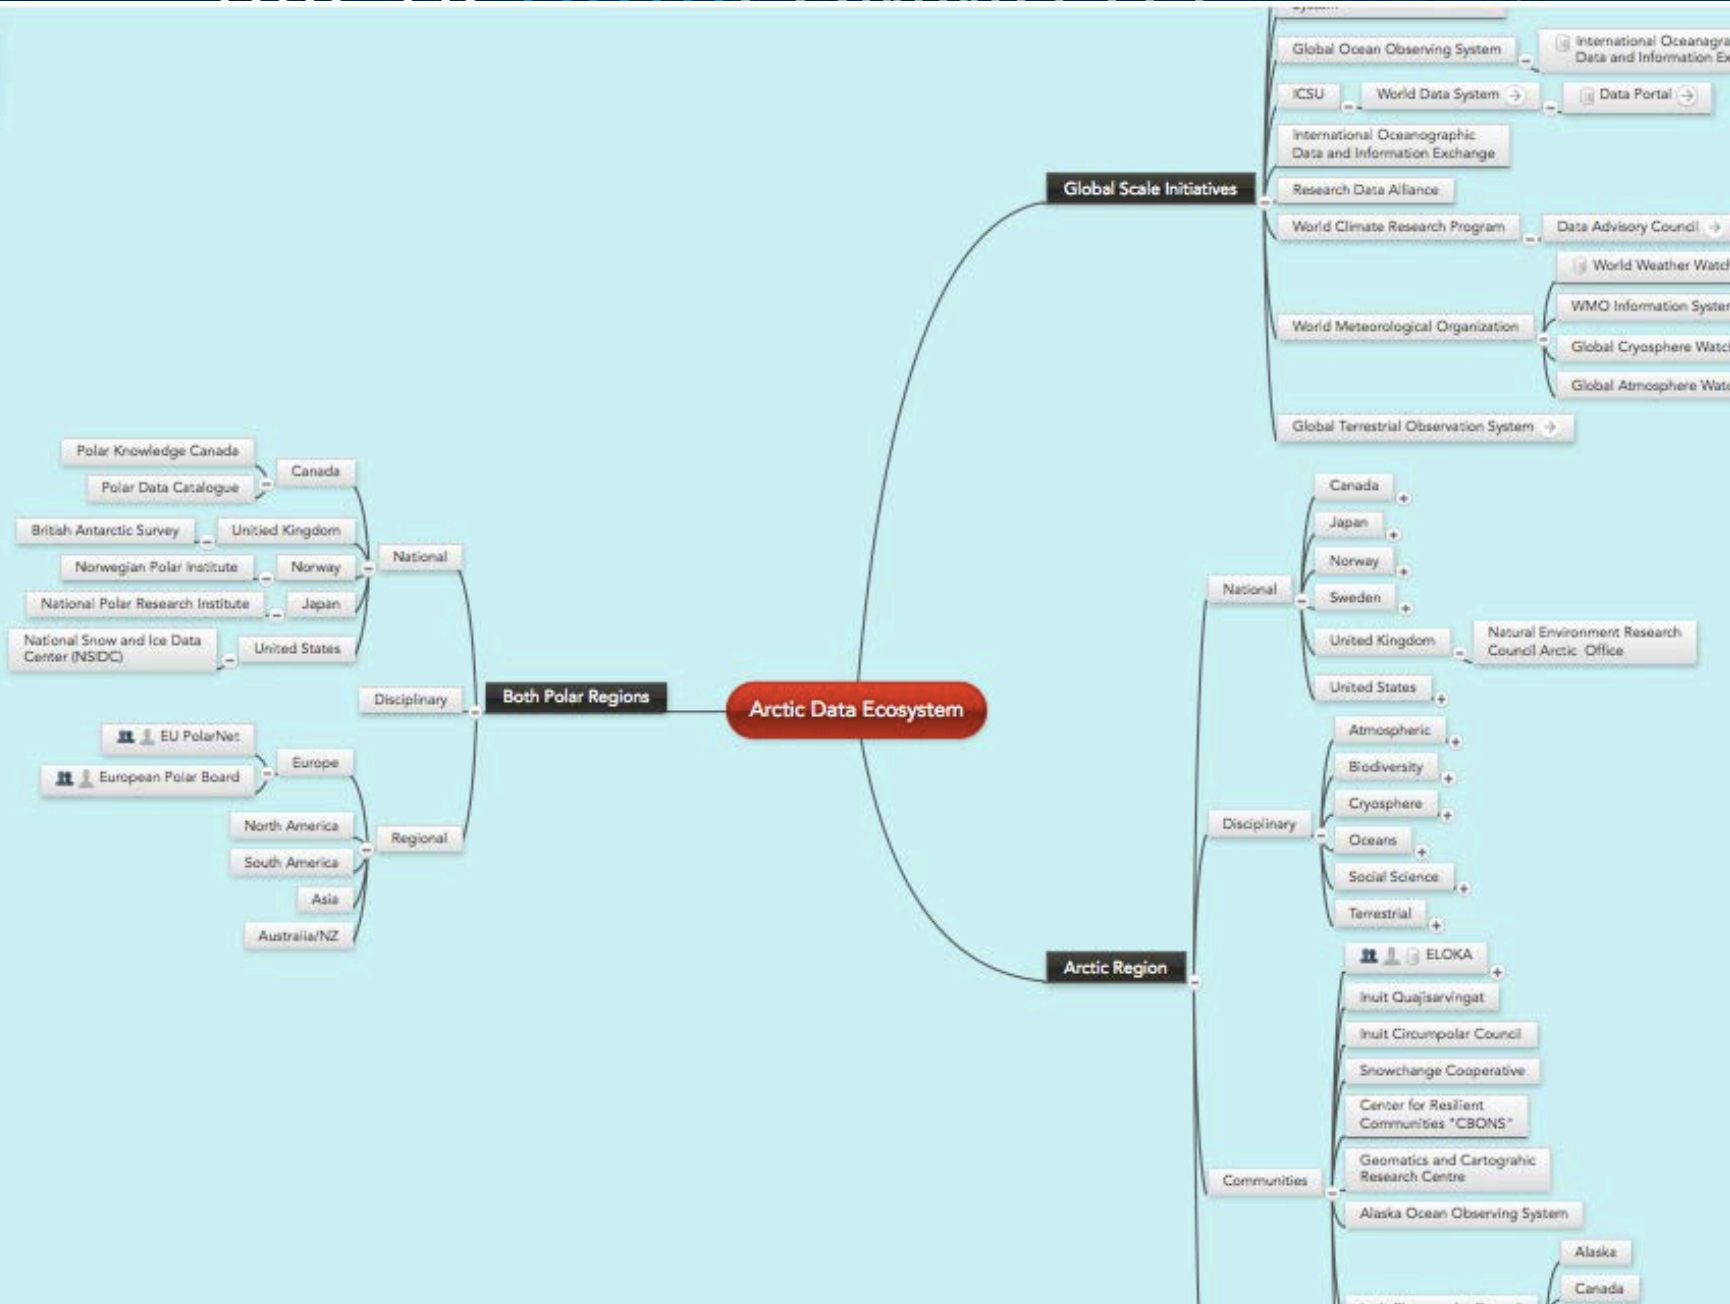 System
Global Ocean Observing System
International Oceanogra
Data and Information Ex
ICSU
World Data System
Data Portal
International Oceanographic
Data and Information Exchange
Global Scale Initiatives
Research Data Alliance
World Climate Research Program
Data Advisory Council
World Weather Watch
World Meteorological Organization
WMO Information System
Global Cryosphere Watch
Global Atmosphere Watc
Global Terrestrial Observation System
Polar Knowledge Canada
Polar Data Catalogue
Canada
British Antarctic Survey
Unitied Kingdom
Norwegian Polar Institute
Norway
National Polar Research Institute
Japan
National Snow and Ice Data
Center (NSIDC)
United States
National
Disciplinary
Both Polar Regions
EU PolarNet
European Polar Board
Europe
North America
South America
Asia
Australia/NZ
Regional
Arctic Data Ecosystem
Arctic Region
National
Canada
Japan
Norway
Sweden
United Kingdom
Natural Environment Research
Council Arctic Office
United States
Disciplinary
Atmospheric
Biodiversity
Cryosphere
Oceans
Social Science
Terrestrial
Communities
ELOKA
Inuit Quajisarvingat
Inuit Circumpolar Council
Snowchange Cooperative
Center for Resilient
Communities "CBONS"
Geomatics and Cartograhic
Research Centre
Alaska Ocean Observing System
Alaska
Canada